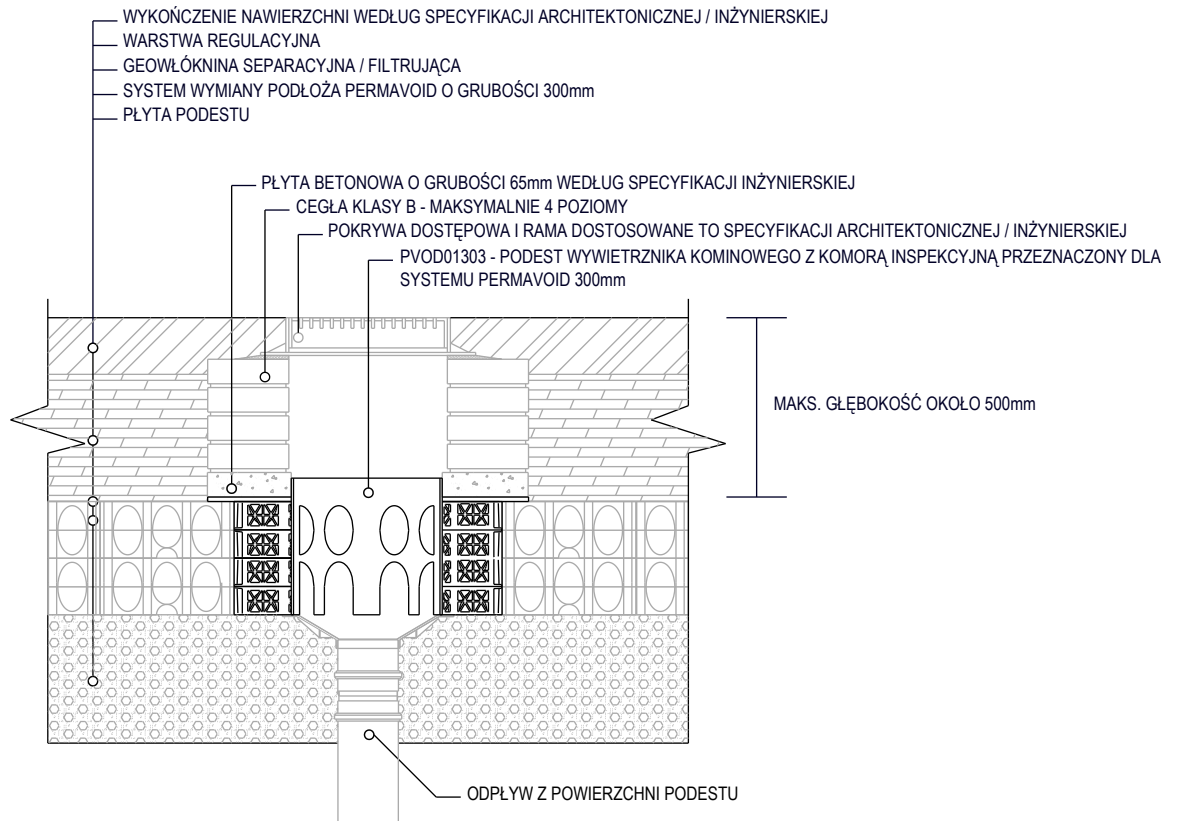 WYKOŃCZENIE NAWIERZCHNI WEDŁUG SPECYFIKACJI ARCHITEKTONICZNEJ / INŻYNIERSKIEJ
WARSTWA REGULACYJNA
GEOWŁÓKNINA SEPARACYJNA / FILTRUJĄCA
SYSTEM WYMIANY PODŁOŻA PERMAVOID O GRUBOŚCI 300mm
PŁYTA PODESTU
PŁYTA BETONOWA O GRUBOŚCI 65mm WEDŁUG SPECYFIKACJI INŻYNIERSKIEJ
CEGŁA KLASY B - MAKSYMALNIE 4 POZIOMY
POKRYWA DOSTĘPOWA I RAMA DOSTOSOWANE TO SPECYFIKACJI ARCHITEKTONICZNEJ / INŻYNIERSKIEJ
PVOD01303 - PODEST WYWIETRZNIKA KOMINOWEGO Z KOMORĄ INSPEKCYJNĄ PRZEZNACZONY DLA
SYSTEMU PERMAVOID 300mm
MAKS. GŁĘBOKOŚĆ OKOŁO 500mm
ODPŁYW Z POWIERZCHNI PODESTU